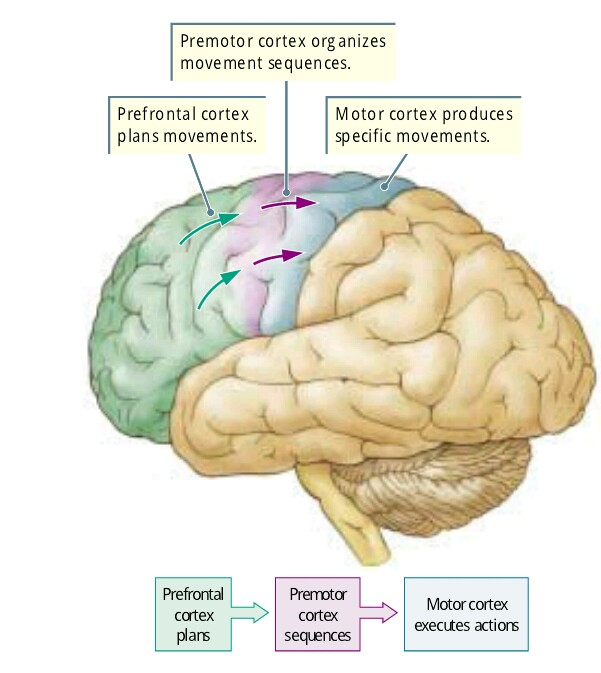 Premotor cortex organizes
movement sequences.
Prefrontal cortex
plans movements.
Motor cortex produces
specific movements.
Prefrontal
cortex
plans
Premotor
cortex
sequences
Motor cortex
executes actions